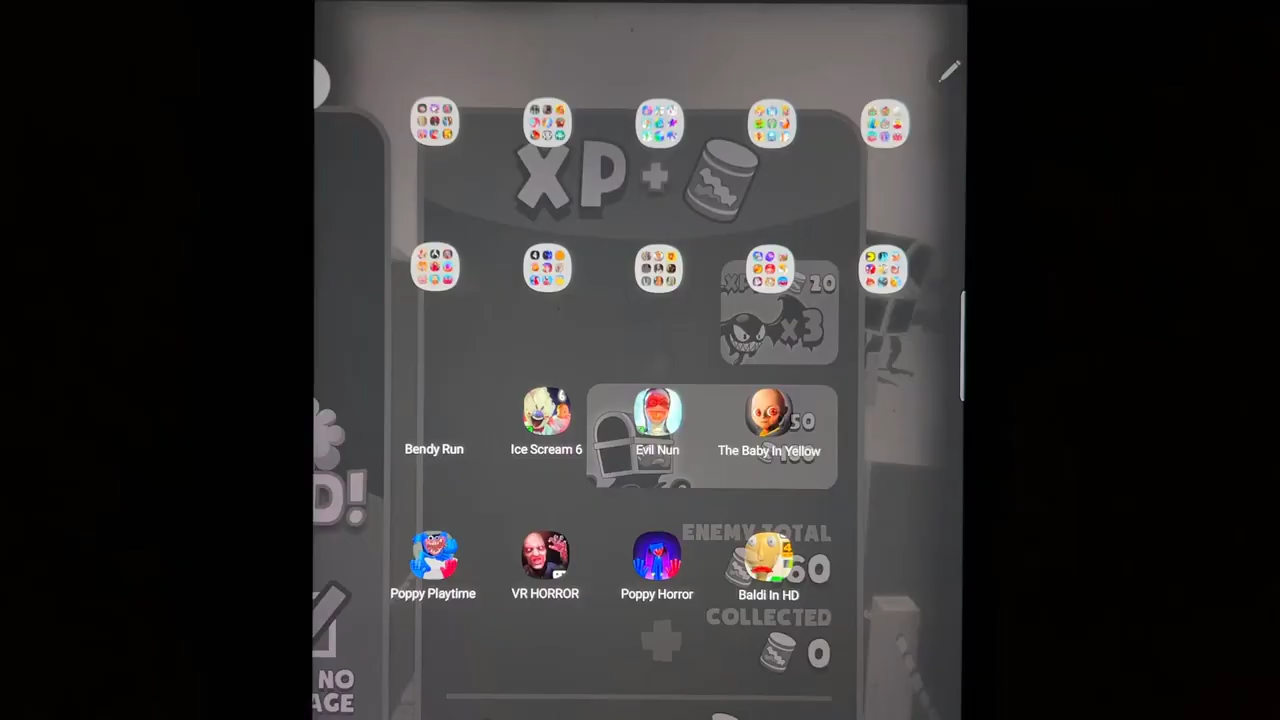 XP +
XP
20
x3
Bendy Run
Ice Scream 6
Evil Nun
The Baby In Yellow
50
D!
ENEMY TOTAL
60
Poppy Playtime
VR HORROR
Poppy Horror
Baldi In HD
COLLECTED
0
NO
AGE